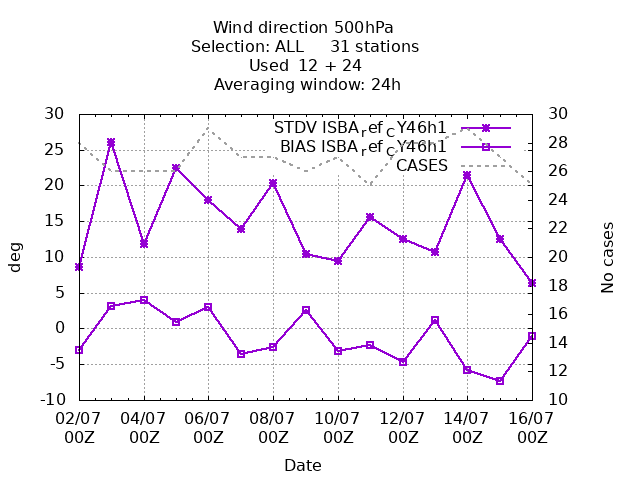 Wind direction 500hPa
Selection: ALL     31 stations
Used  12 + 24
Averaging window: 24h
STDV ISBA_ref_C Y46h1
BIAS ISBA_ref_C Y46h1
CASES
30
25
20
15
10
5
0
-5
-10
deg
30
28
26
24
22
20
18
16
14
12
10
No cases
02/07 04/07 06/07 08/07 10/07 12/07 14/07 16/07
00Z 00Z 00Z 00Z 00Z 00Z 00Z 00Z
Date